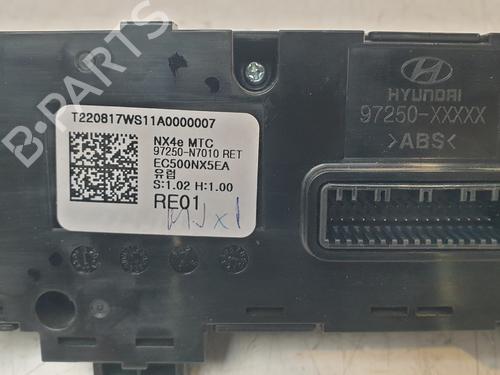 B-PARTS
T220817WS11A0000007
NX4e MTC
97250-N7010 RET
EC500NX5EA
유럽
S:1.02 H:1.00
RE01
HYUNDAI
97250-XXXXX
>ABS<